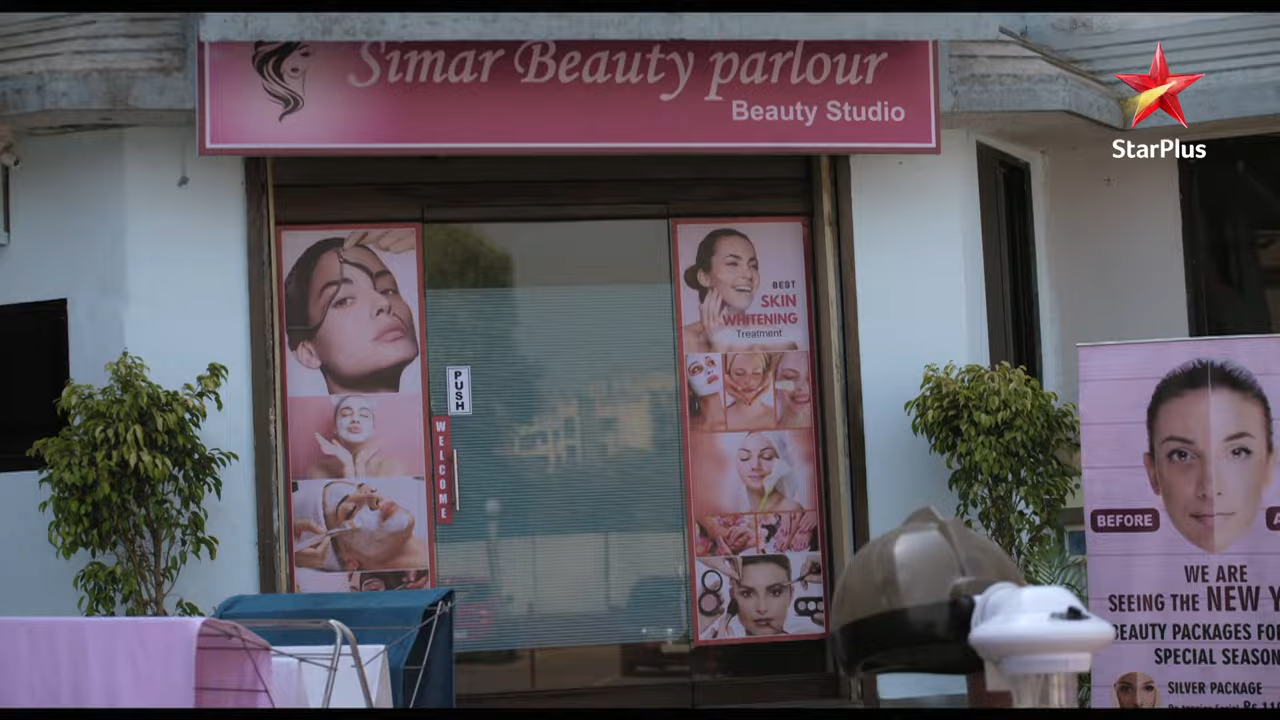 Simar Beauty parlour
Beauty Studio
StarPlus
BEST
SKIN
WHITENING
Treatment
PUSH
WELCOME
BEFORE
WE ARE
SEEING THE NEW
BEAUTY PACKAGES
SPECIAL SEASON
SILVER PACKAGE